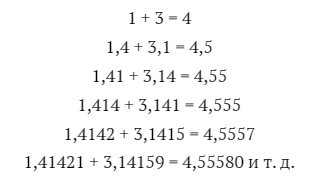 1 + 3 = 4
1,4 + 3,1 = 4,5
1,41 + 3,14 = 4,55
1,414 + 3,141 = 4,555
1,4142 + 3,1415 = 4,5557
1,41421 + 3,14159 = 4,55580 и т. д.